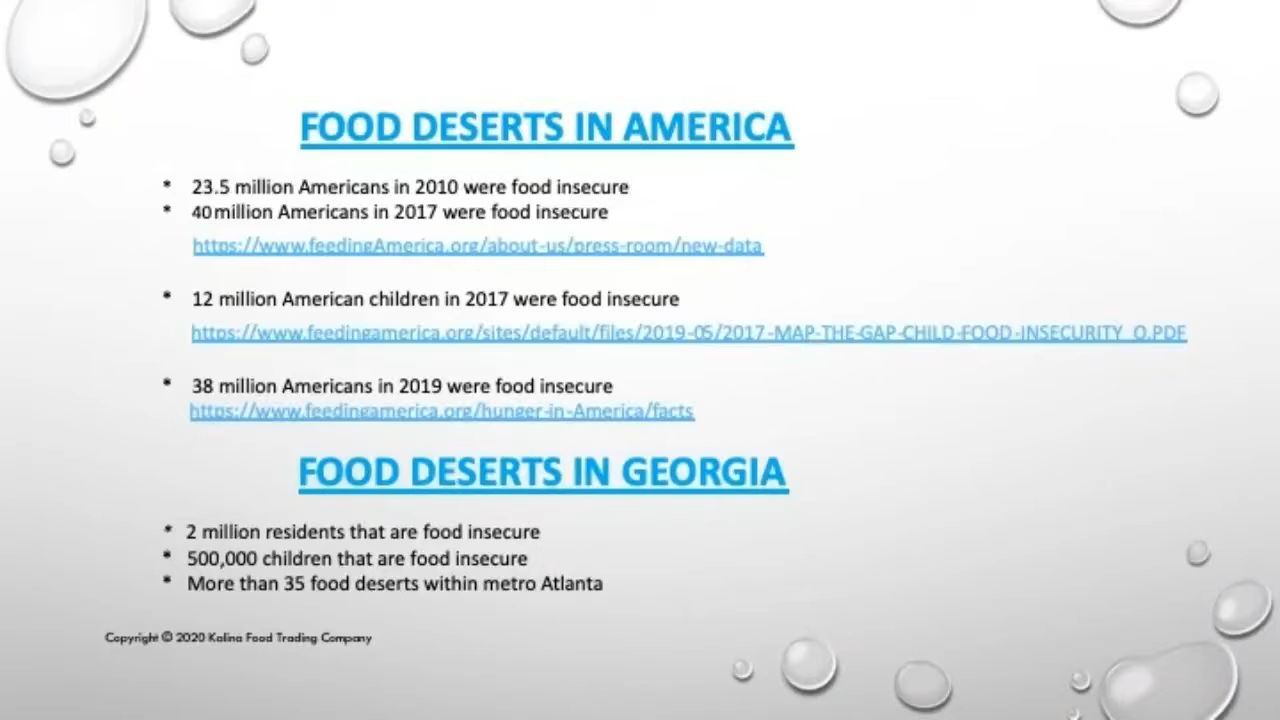 FOOD DESERTS IN AMERICA
* 23.5 million Americans in 2010 were food insecure
* 40 million Americans in 2017 were food insecure
https://www.feedingAmerica.org/about-us/press-room/new-data
* 12 million American children in 2017 were food insecure
https://www.feedingamerica.org/sites/default/files/2019-05/2017-MAP-THE-GAP-CHILD-FOOD-INSECURITY_O.PDF
* 38 million Americans in 2019 were food insecure
https://www.feedingamerica.org/hunger-in-America/facts
FOOD DESERTS IN GEORGIA
* 2 million residents that are food insecure
* 500,000 children that are food insecure
* More than 35 food deserts within metro Atlanta
Copyright © 2020 Kalina Food Trading Company